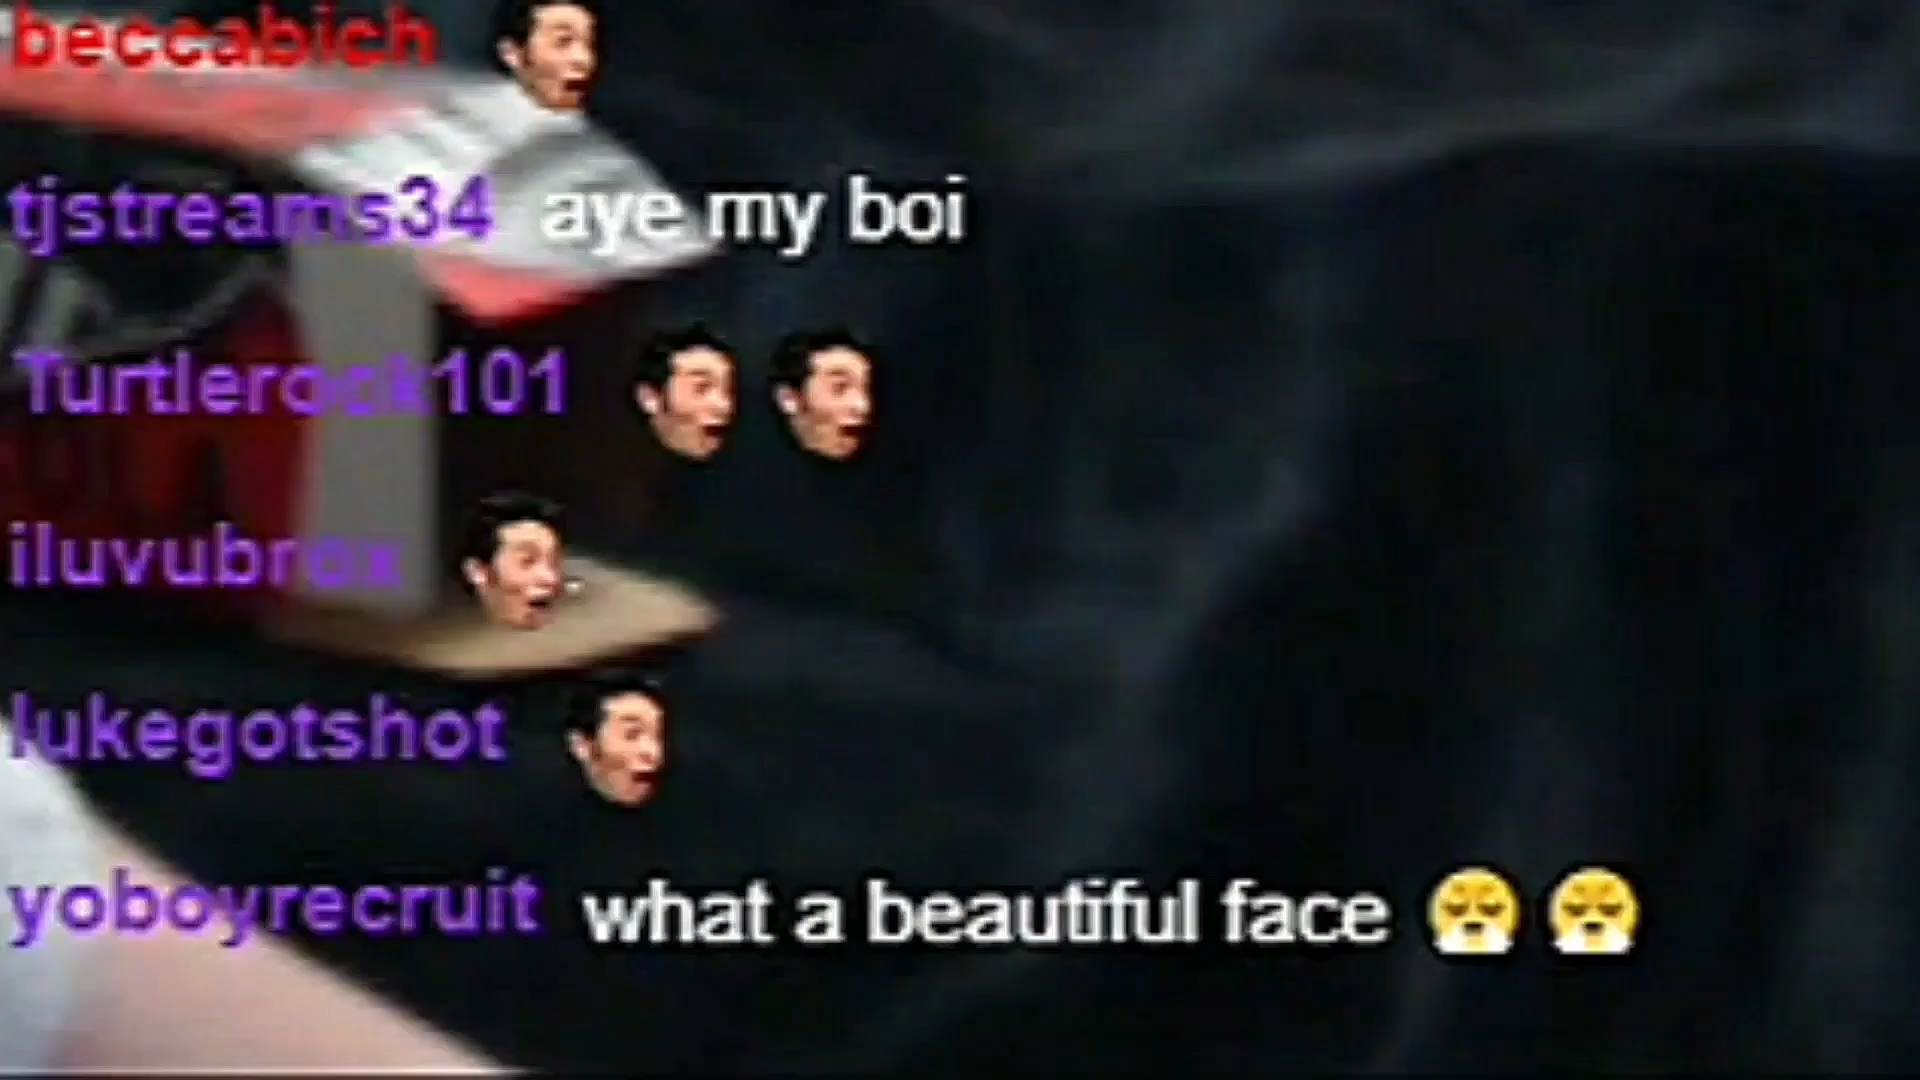 beccabich
tjstreams34 aye my boi
Turtlerock101
iluvubrox
lukegotshot
yoboyrecruit what a beautiful face 😤😤